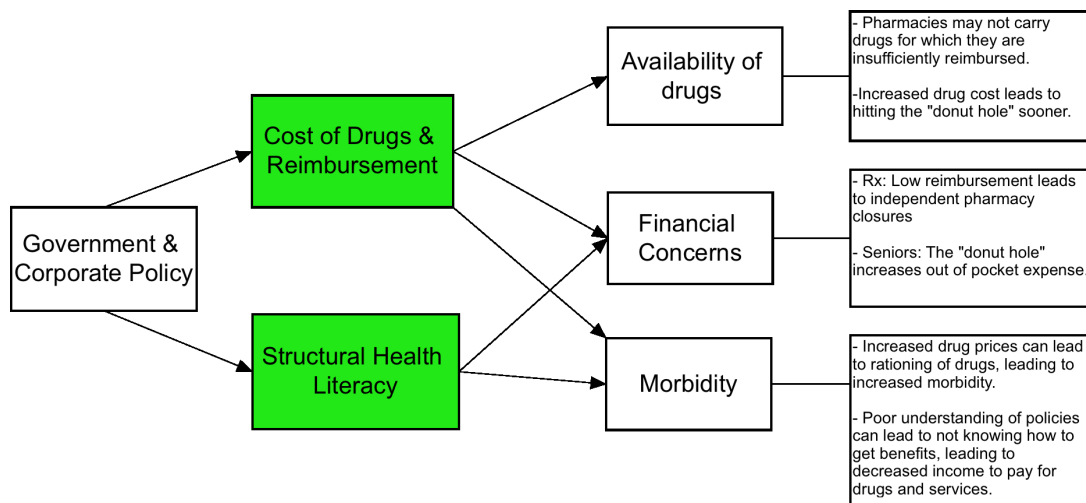 Government &
Corporate Policy
Cost of Drugs &
Reimbursement
Structural Health
Literacy
Availability of
drugs
Financial
Concerns
Morbidity
- Pharmacies may not carry
drugs for which they are
insufficiently reimbursed.
-Increased drug cost leads to
hitting the "donut hole" sooner.
- Rx: Low reimbursement leads
to independent pharmacy
closures
- Seniors: The "donut hole"
increases out of pocket expense.
- Increased drug prices can lead
to rationing of drugs, leading to
increased morbidity.
- Poor understanding of policies
can lead to not knowing how to
get benefits, leading to
decreased income to pay for
drugs and services.